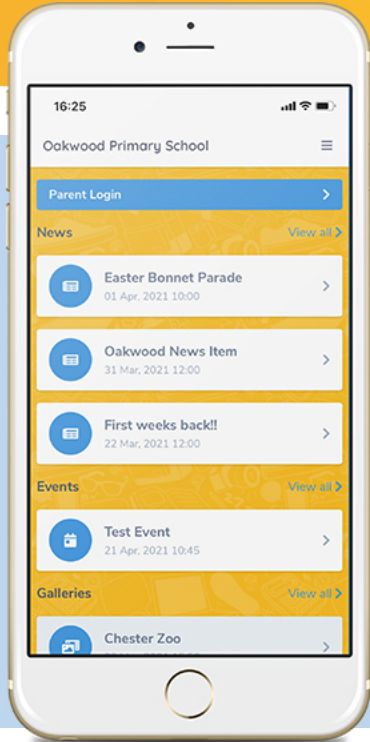 16:25
Oakwood Primary School
Parent Login
News View all
Easter Bonnet Parade
01 Apr, 2021 10:00
Oakwood News Item
31 Mar, 2021 12:00
First weeks back!!
22 Mar, 2021 12:00
Events View all
Test Event
21 Apr, 2021 10:45
Galleries View all
Chester Zoo